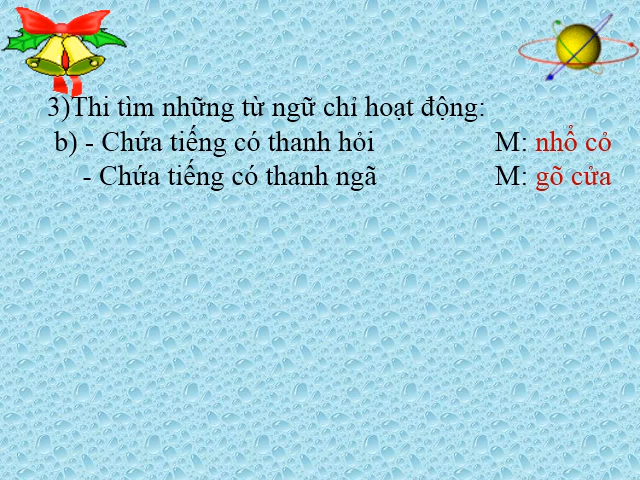 3)Thi tìm những từ ngữ chỉ hoạt động:
b) - Chứa tiếng có thanh hỏi M: nhổ cỏ
- Chứa tiếng có thanh ngã M: gõ cửa